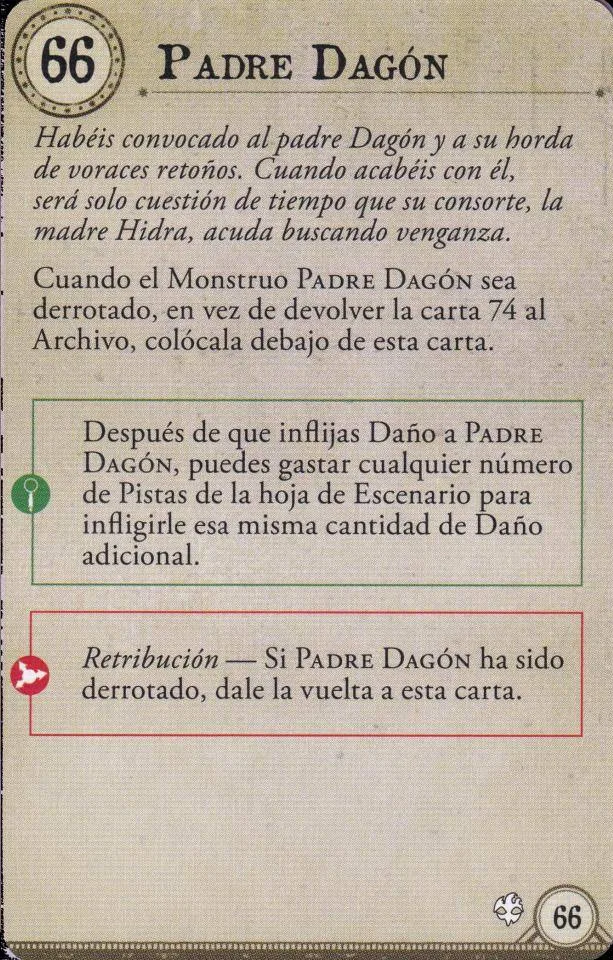 66
PADRE DAGÓN
Habéis convocado al padre Dagón y a su horda
de voraces retoños. Cuando acabéis con él,
será solo cuestión de tiempo que su consorte, la
madre Hidra, acuda buscando venganza.
Cuando el Monstruo PADRE DAGÓN sea
derrotado, en vez de devolver la carta 74 al
Archivo, colócala debajo de esta carta.
Después de que inflijas Daño a PADRE
DAGÓN, puedes gastar cualquier número
de Pistas de la hoja de Escenario para
infligirle esa misma cantidad de Daño
adicional.
Retribución — Si PADRE DAGÓN ha sido
derrotado, dale la vuelta a esta carta.
66